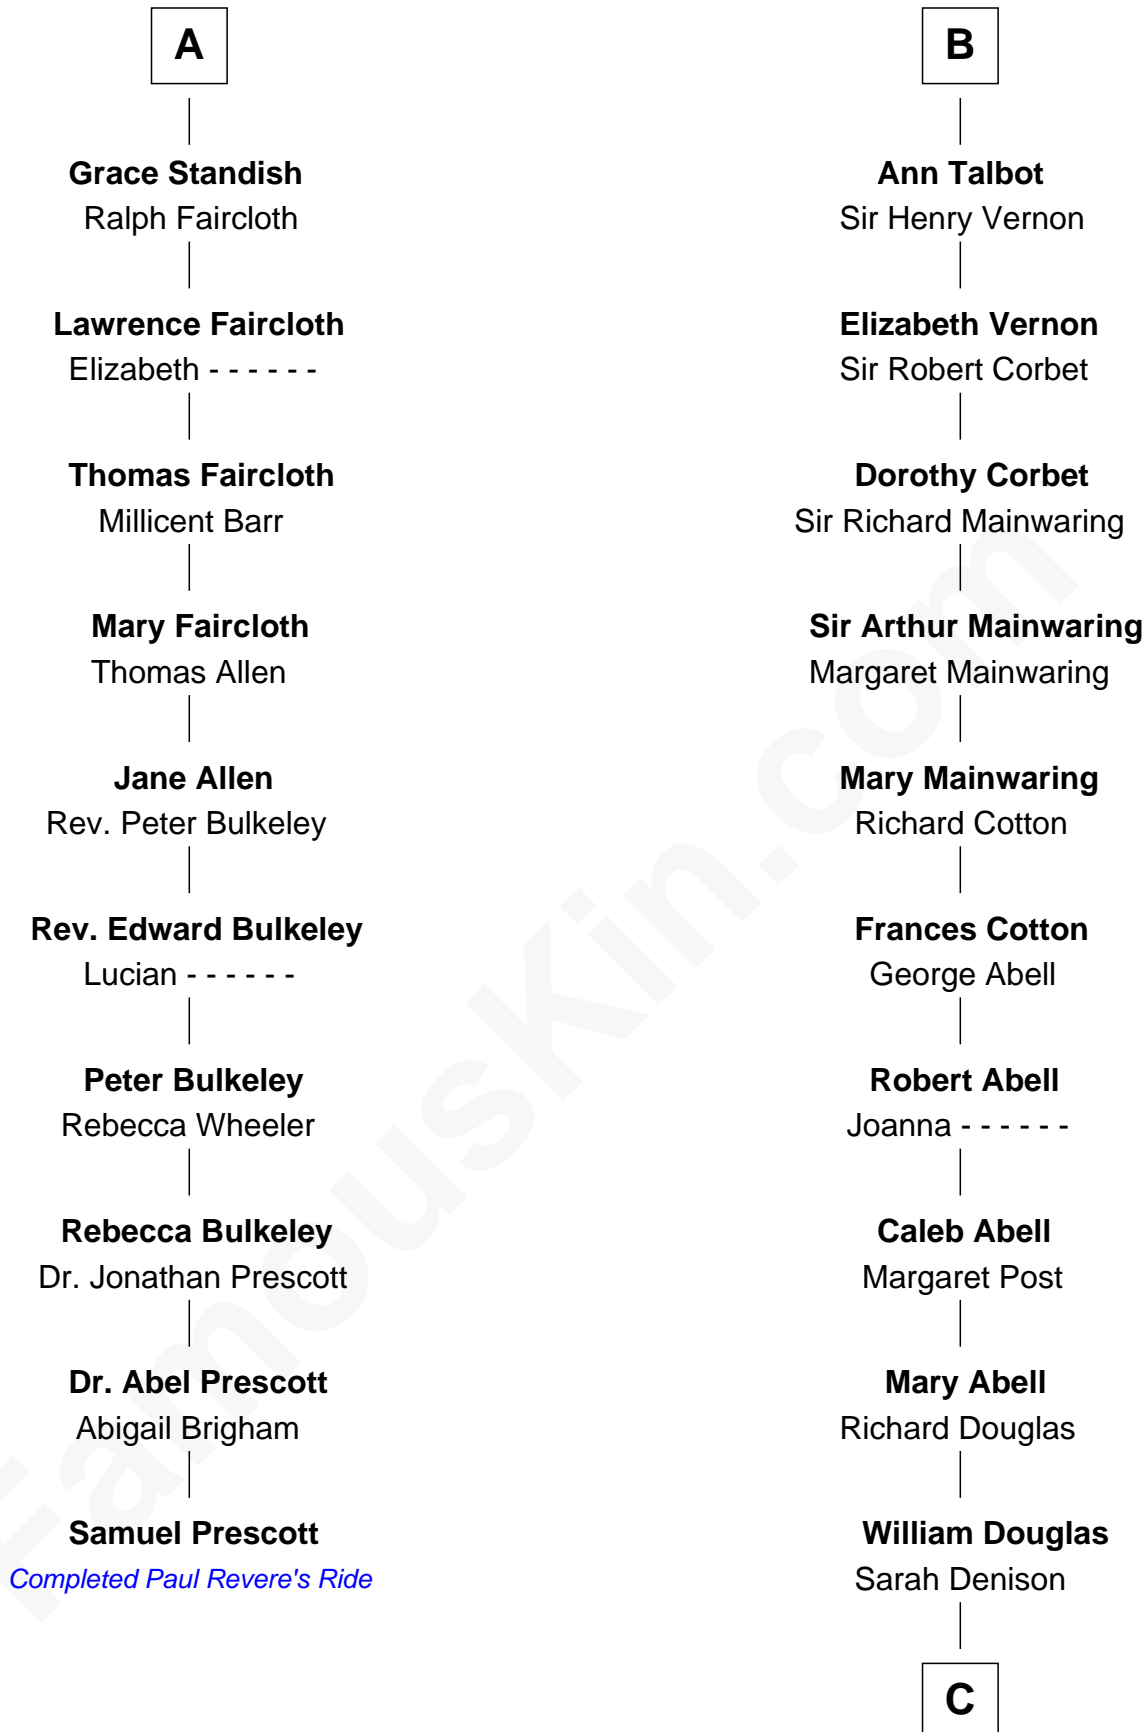 A
Grace Standish
Ralph Faircloth
Lawrence Faircloth
Elizabeth - - - - - -
Thomas Faircloth
Millicent Barr
Mary Faircloth
Thomas Allen
Jane Allen
Rev. Peter Bulkeley
Rev. Edward Bulkeley
Lucian - - - - - -
Peter Bulkeley
Rebecca Wheeler
Rebecca Bulkeley
Dr. Jonathan Prescott
Dr. Abel Prescott
Abigail Brigham
Samuel Prescott
Completed Paul Revere's Ride
B
Ann Talbot
Sir Henry Vernon
Elizabeth Vernon
Sir Robert Corbet
Dorothy Corbet
Sir Richard Mainwaring
Sir Arthur Mainwaring
Margaret Mainwaring
Mary Mainwaring
Richard Cotton
Frances Cotton
George Abell
Robert Abell
Joanna - - - - - -
Caleb Abell
Margaret Post
Mary Abell
Richard Douglas
William Douglas
Sarah Denison
C
FamousKin.com